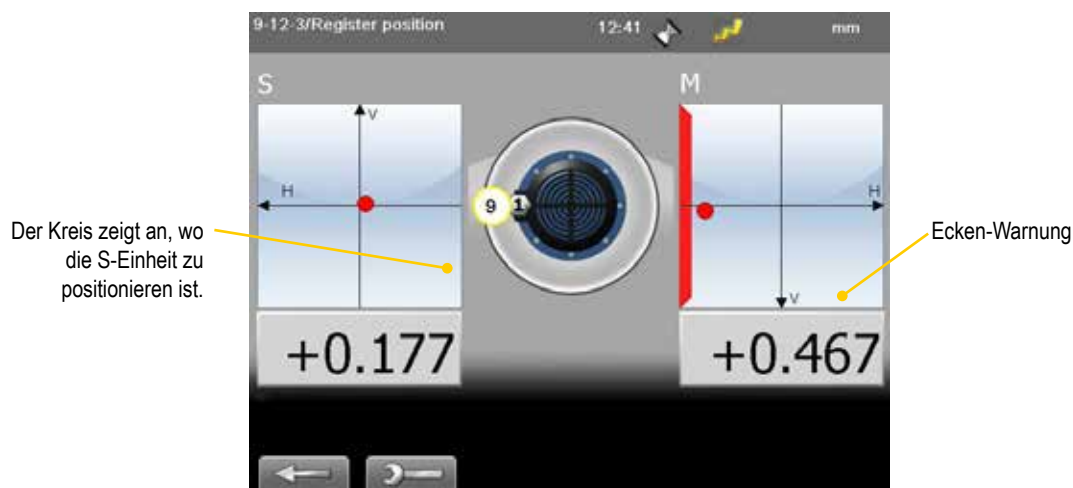 9-12-3/Register position 12:41 mm
S
M
V
H
9 1
H
V
+0.177
+0.467
Der Kreis zeigt an, wo
die S-Einheit zu
positionieren ist.
Ecken-Warnung